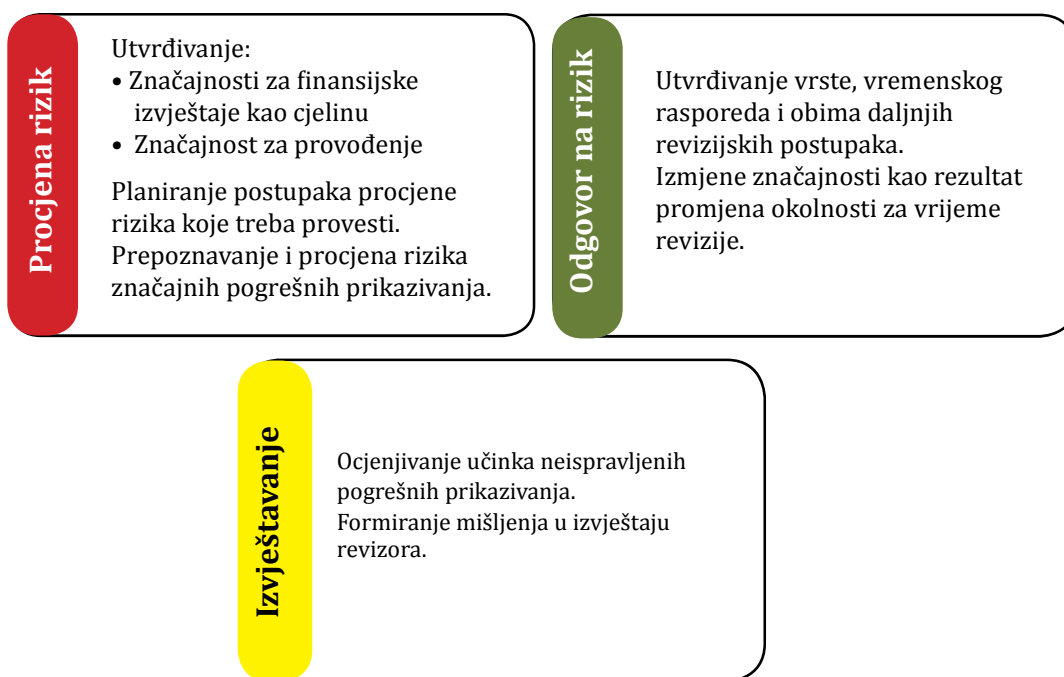 Procjena rizik
Utvrđivanje:
• Značajnosti za finansijske
izvještaje kao cjelinu
• Značajnost za provođenje
Planiranje postupaka procjene
rizika koje treba provesti.
Prepoznavanje i procjena rizika
značajnih pogrešnih prikazivanja.
Odgovor na rizik
Utvrđivanje vrste, vremenskog
rasporeda i obima daljnjih
revizijskih postupaka.
Izmjene značajnosti kao rezultat
promjena okolnosti za vrijeme
revizije.
Izvještavanje
Ocjenjivanje učinka neispravljenih
pogrešnih prikazivanja.
Formiranje mišljenja u izvještaju
revizora.